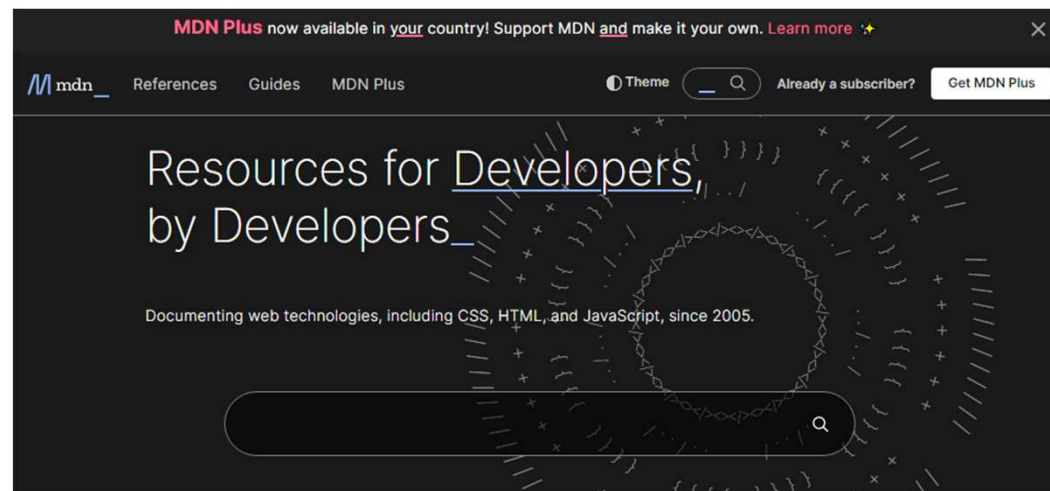 MDN Plus now available in your country! Support MDN and make it your own. Learn more ✨
mdn_ References Guides MDN Plus Theme _ Already a subscriber? Get MDN Plus
Resources for Developers,
by Developers_
Documenting web technologies, including CSS, HTML, and JavaScript, since 2005.